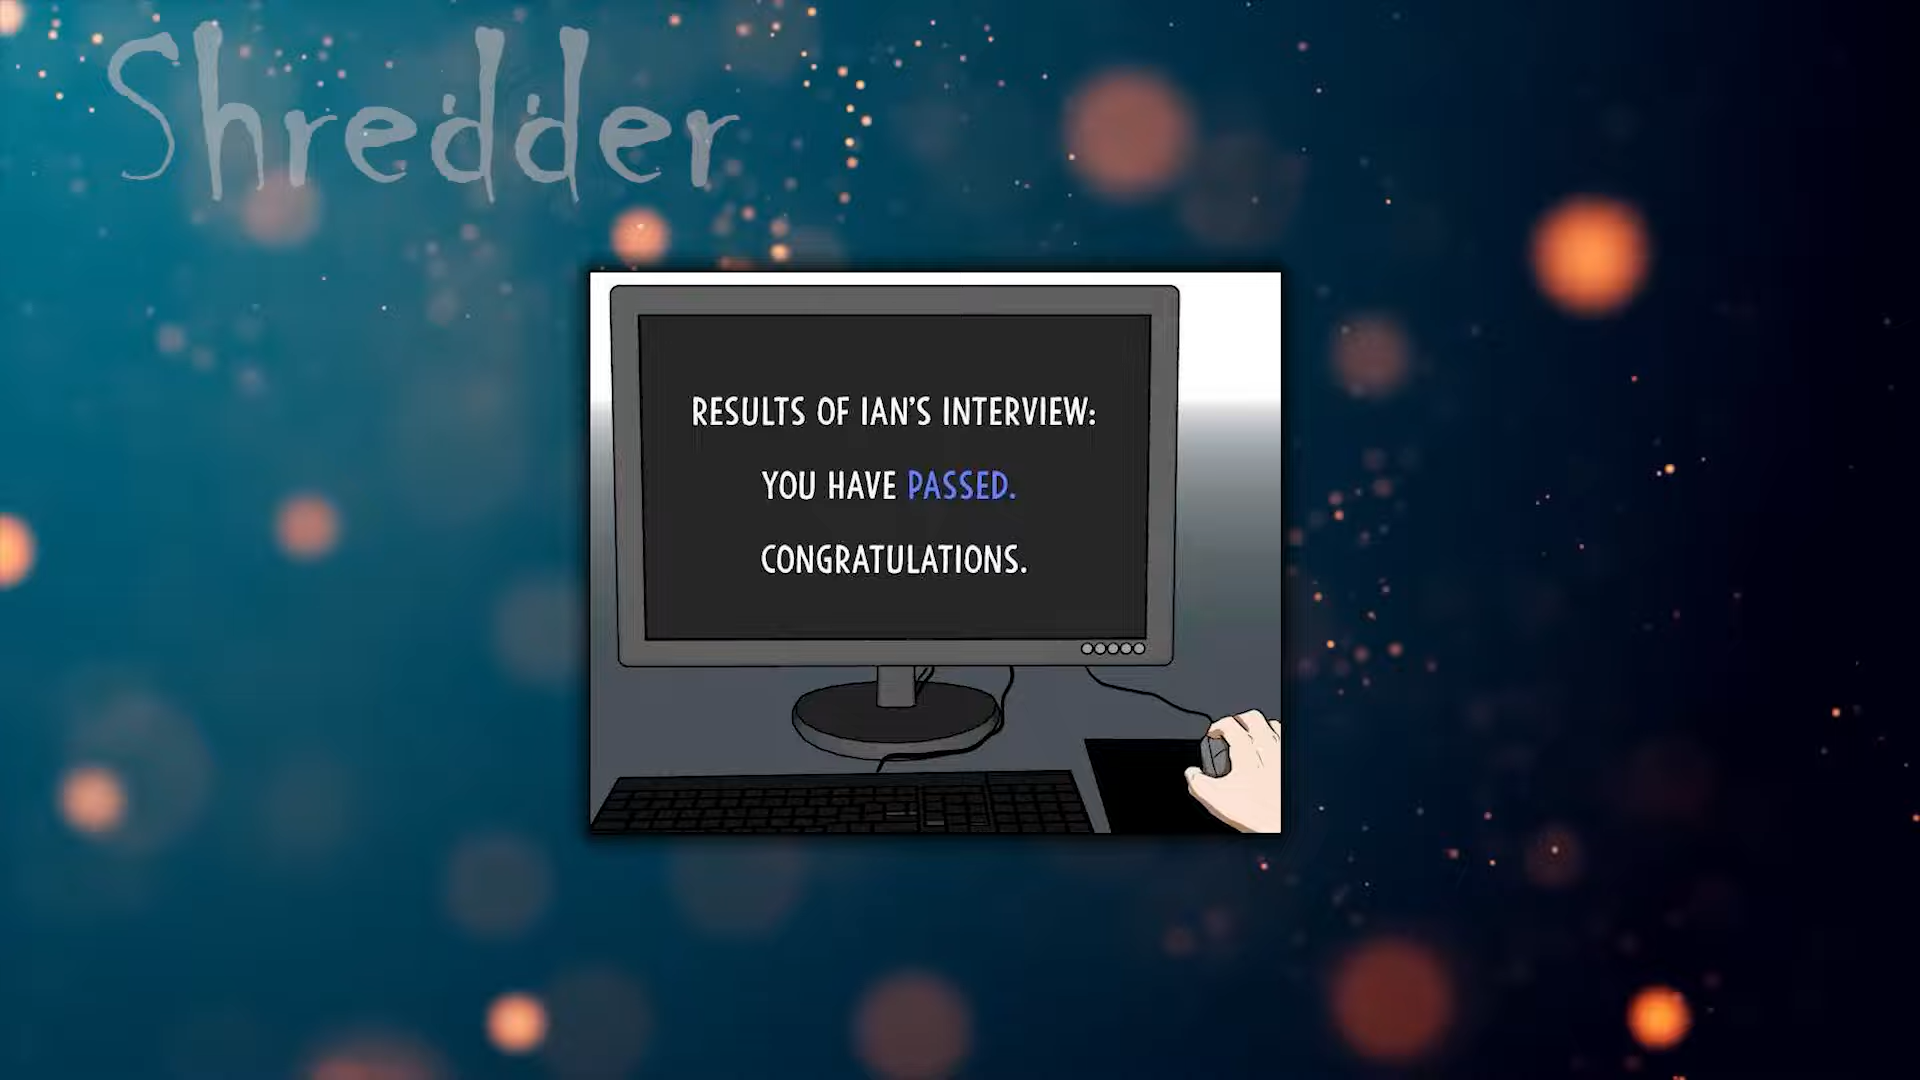 Shredder
RESULTS OF IAN'S INTERVIEW:
YOU HAVE PASSED.
CONGRATULATIONS.